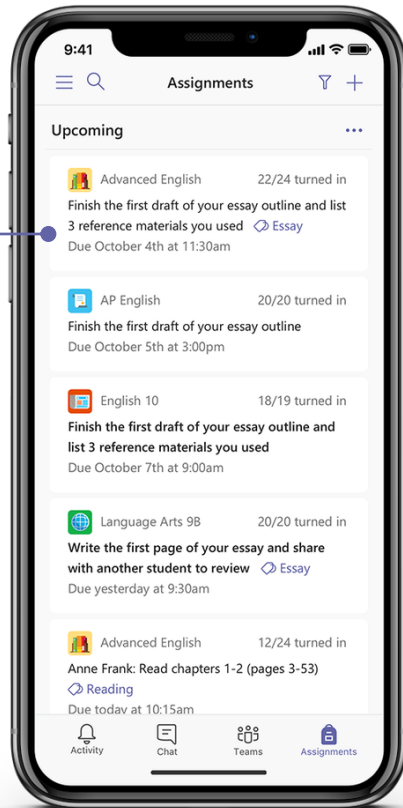 9:41
Assignments
Upcoming
Advanced English 22/24 turned in
Finish the first draft of your essay outline and list
3 reference materials you used Essay
Due October 4th at 11:30am
AP English 20/20 turned in
Finish the first draft of your essay outline
Due October 5th at 3:00pm
English 10 18/19 turned in
Finish the first draft of your essay outline and
list 3 reference materials you used
Due October 7th at 9:00am
Language Arts 9B 20/20 turned in
Write the first page of your essay and share
with another student to review Essay
Due yesterday at 9:30am
Advanced English 12/24 turned in
Anne Frank: Read chapters 1-2 (pages 3-53)
Reading
Due today at 10:15am
Activity Chat Teams Assignments